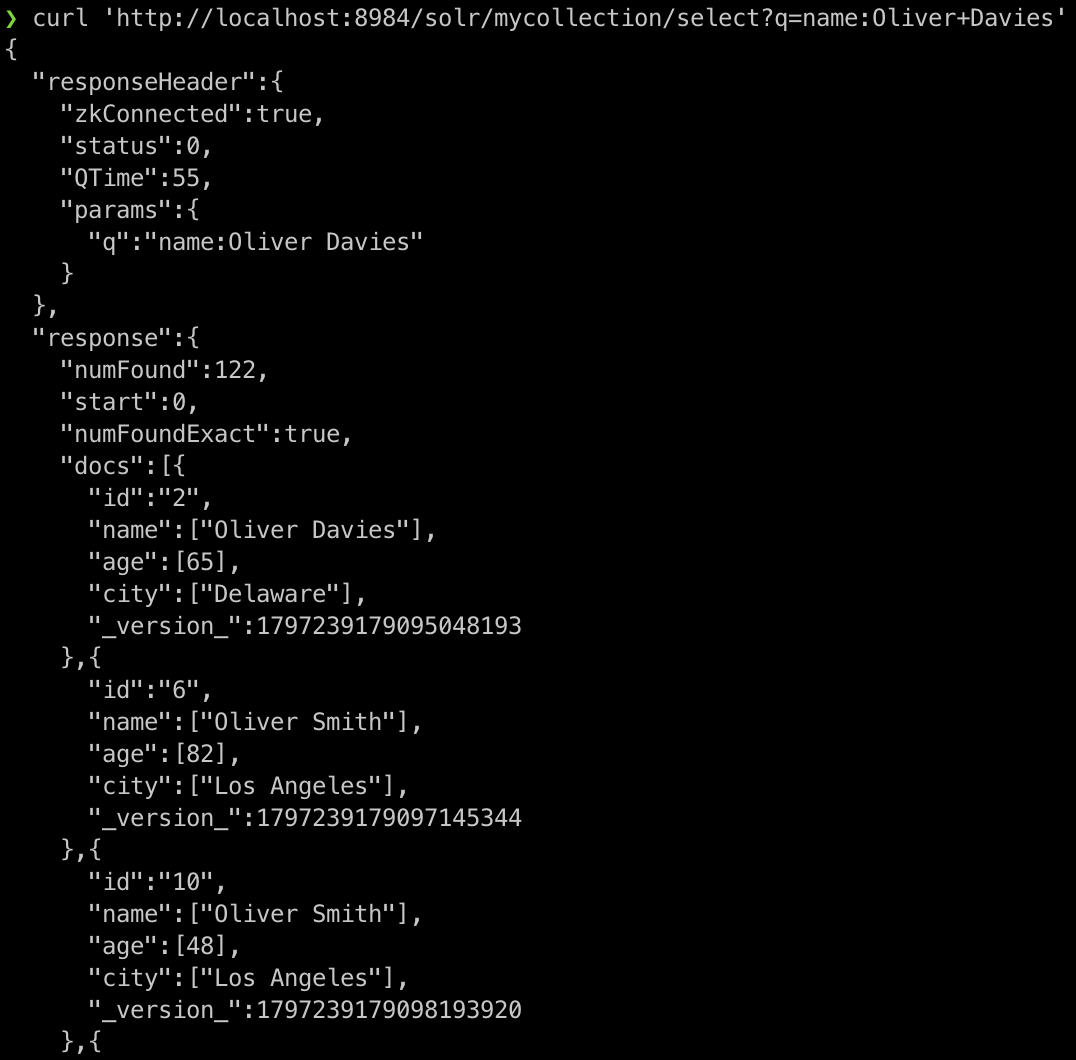 ❯ curl 'http://localhost:8984/solr/mycollection/select?q=name:Oliver+Davies'
{
  "responseHeader":{
    "zkConnected":true,
    "status":0,
    "QTime":55,
    "params":{
      "q":"name:Oliver Davies"
    }
  },
  "response":{
    "numFound":122,
    "start":0,
    "numFoundExact":true,
    "docs":[{
      "id":"2",
      "name":["Oliver Davies"],
      "age":[65],
      "city":["Delaware"],
      "_version_":1797239179095048193
    },{
      "id":"6",
      "name":["Oliver Smith"],
      "age":[82],
      "city":["Los Angeles"],
      "_version_":1797239179097145344
    },{
      "id":"10",
      "name":["Oliver Smith"],
      "age":[48],
      "city":["Los Angeles"],
      "_version_":1797239179098193920
    },{